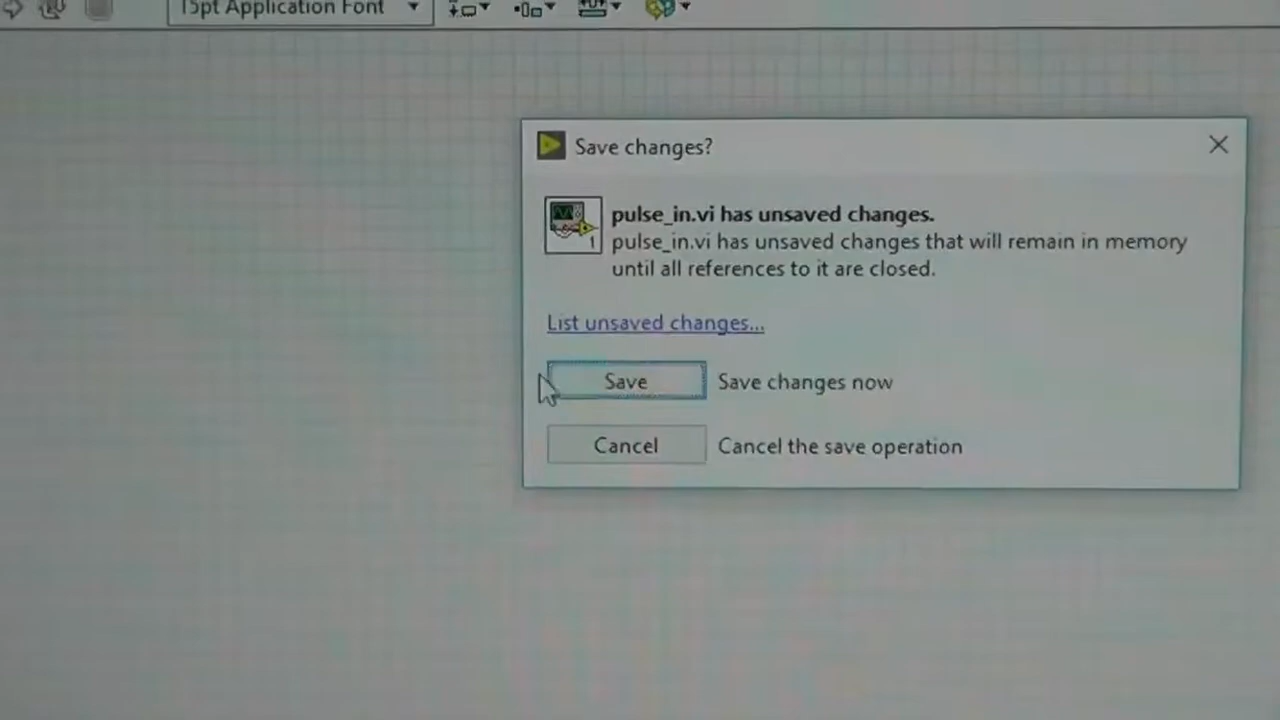 15pt Application Font
Save changes?
pulse_in.vi has unsaved changes.
pulse_in.vi has unsaved changes that will remain in memory
until all references to it are closed.
1
List unsaved changes...
Save Save changes now
Cancel Cancel the save operation